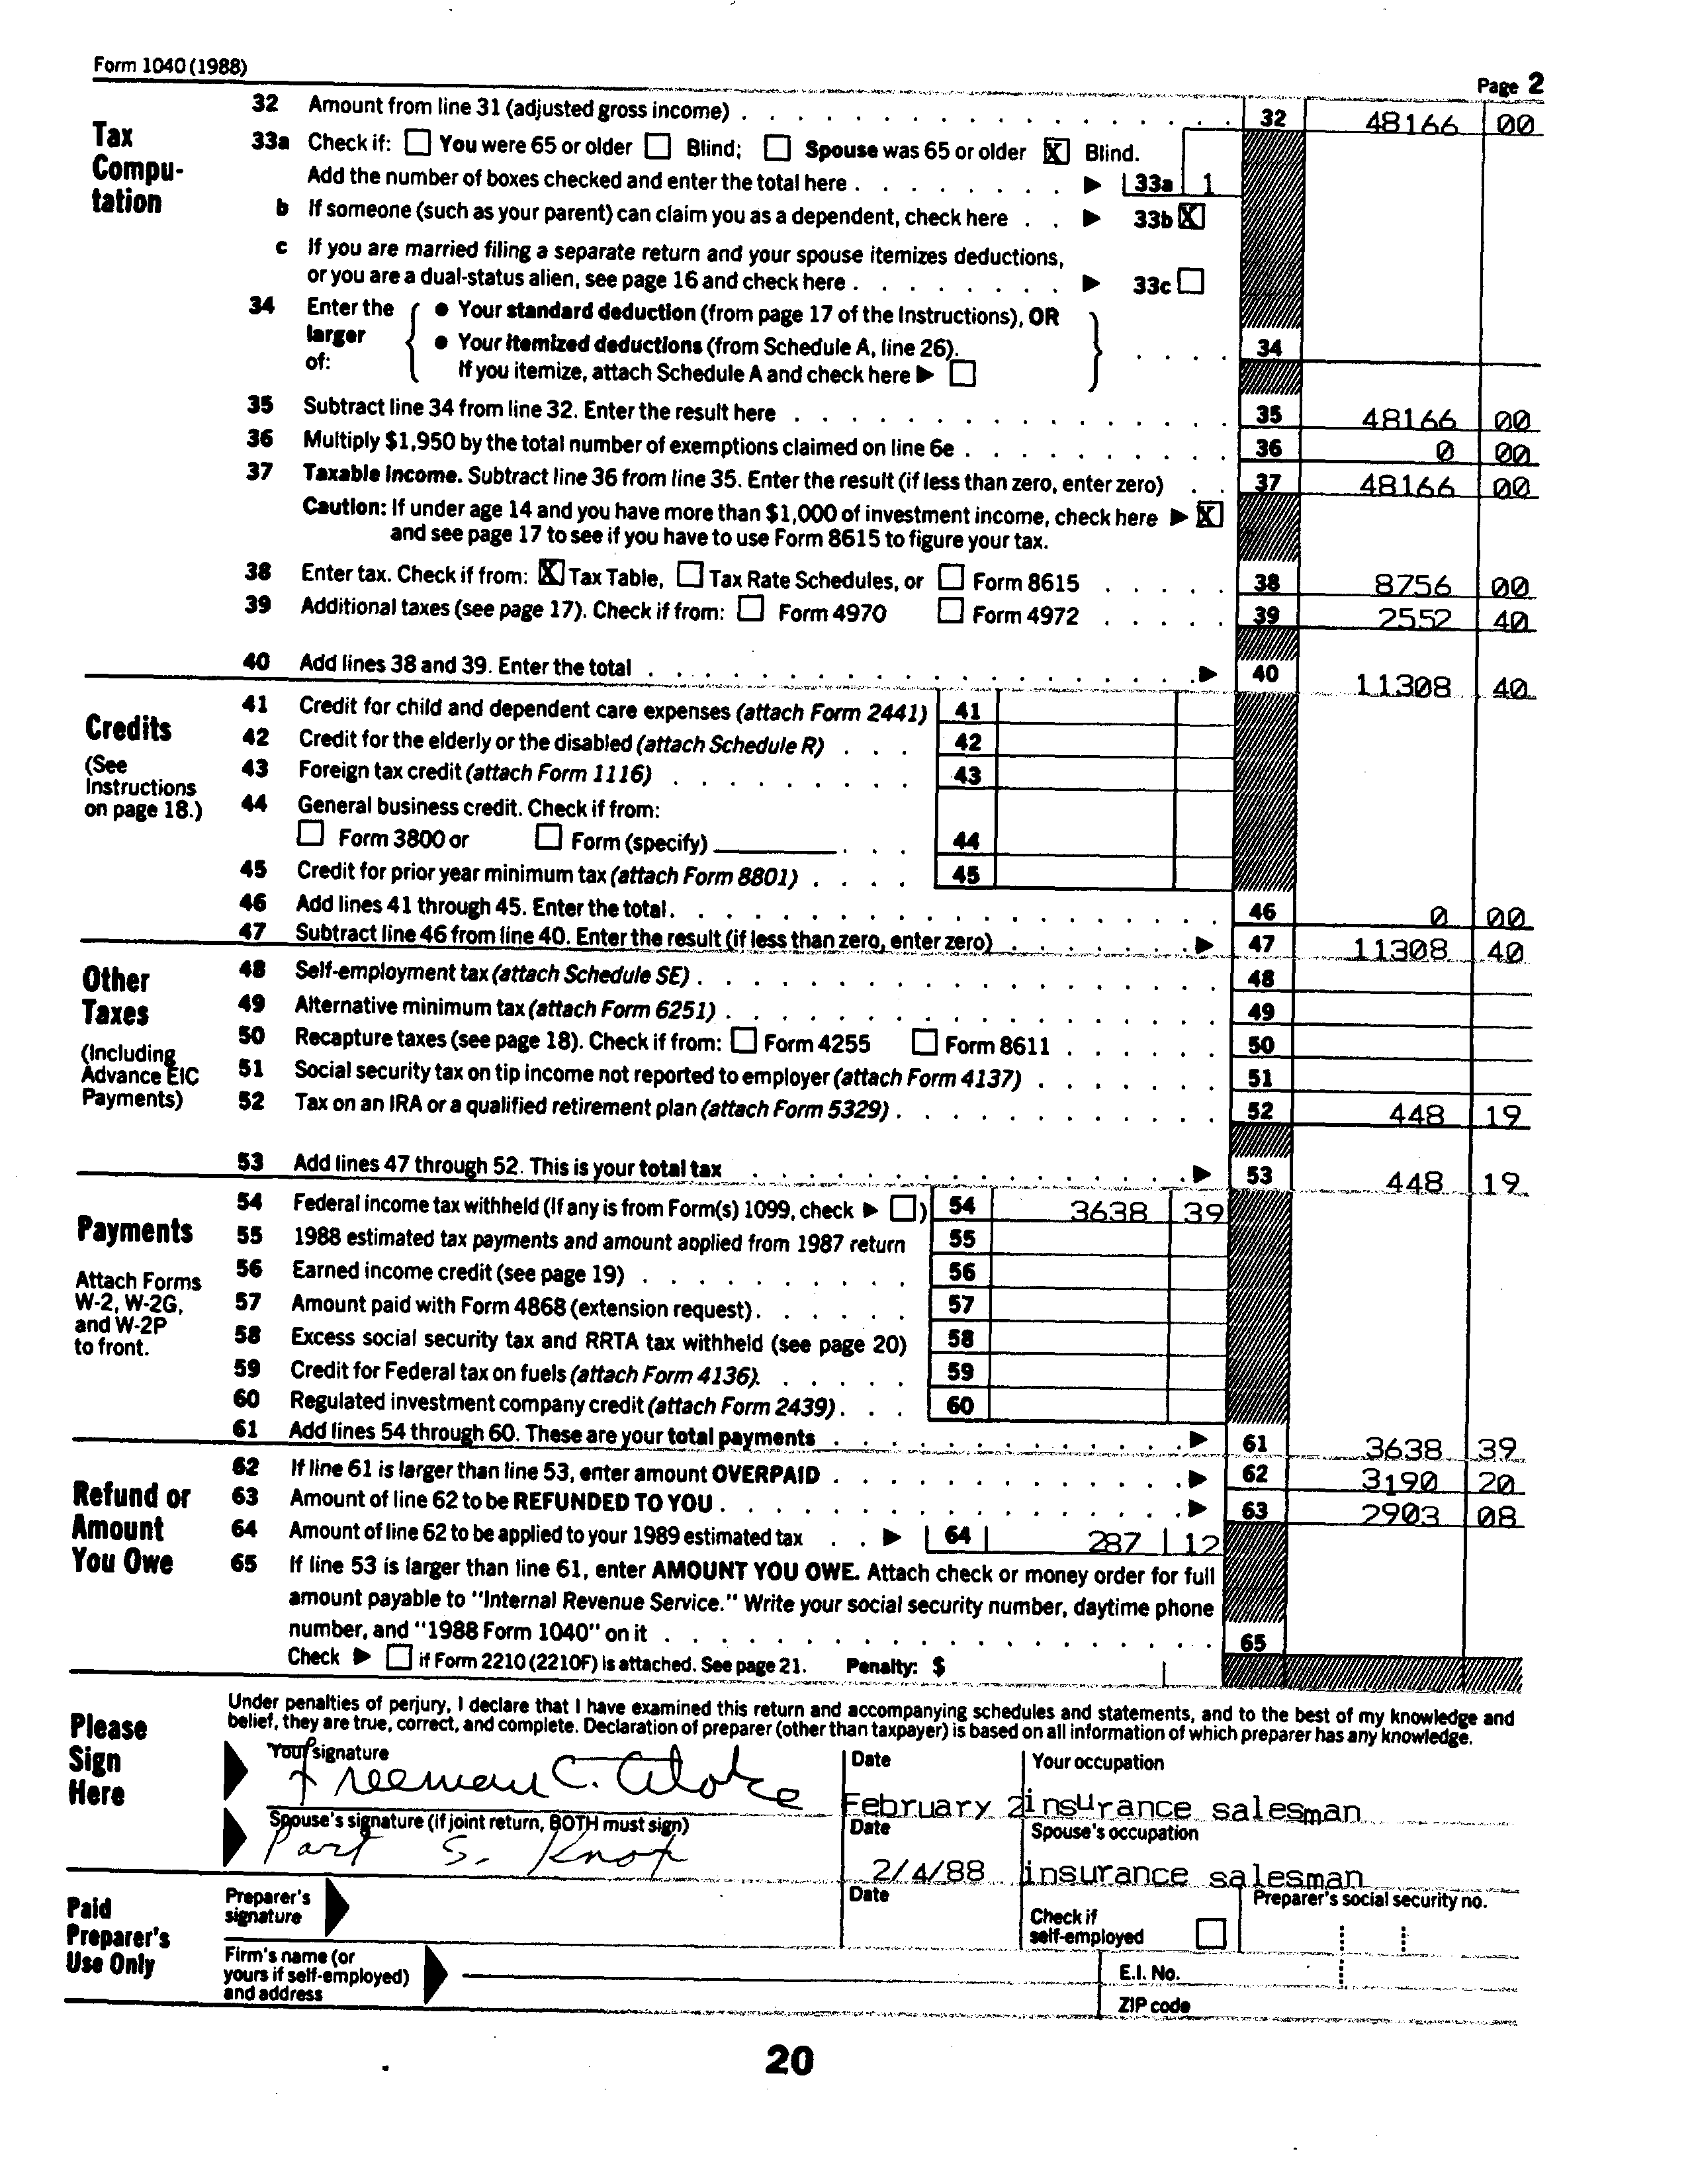 Form 1040 (1988)
Page 2
Tax Compu-tation
32 Amount from line 31 (adjusted gross income) 32 48166 00
33a Check if: You were 65 or older Blind; Spouse was 65 or older X Blind.
Add the number of boxes checked and enter the total here 33a 1
b If someone (such as your parent) can claim you as a dependent, check here 33b X
c If you are married filing a separate return and your spouse itemizes deductions,
or you are a dual-status alien, see page 16 and check here 33c
34 Enter the larger of:
● Your standard deduction (from page 17 of the Instructions), OR
● Your itemized deductions (from Schedule A, line 26).
If you itemize, attach Schedule A and check here
34
35 Subtract line 34 from line 32. Enter the result here 35 48166 00
36 Multiply $1,950 by the total number of exemptions claimed on line 6e 36 0 00
37 Taxable income. Subtract line 36 from line 35. Enter the result (if less than zero, enter zero) 37 48166 00
Caution: If under age 14 and you have more than $1,000 of investment income, check here X
and see page 17 to see if you have to use Form 8615 to figure your tax.
38 Enter tax. Check if from: X Tax Table, Tax Rate Schedules, or Form 8615 38 8756 00
39 Additional taxes (see page 17). Check if from: Form 4970 Form 4972 39 2552 40
40 Add lines 38 and 39. Enter the total 40 11308 40
Credits
(See Instructions on page 18.)
41 Credit for child and dependent care expenses (attach Form 2441) 41
42 Credit for the elderly or the disabled (attach Schedule R) 42
43 Foreign tax credit (attach Form 1116) 43
44 General business credit. Check if from:
Form 3800 or Form (specify) 44
45 Credit for prior year minimum tax (attach Form 8801) 45
46 Add lines 41 through 45. Enter the total 46 0 00
47 Subtract line 46 from line 40. Enter the result (if less than zero, enter zero) 47 11308 40
Other Taxes
(Including Advance EIC Payments)
48 Self-employment tax (attach Schedule SE) 48
49 Alternative minimum tax (attach Form 6251) 49
50 Recapture taxes (see page 18). Check if from: Form 4255 Form 8611 50
51 Social security tax on tip income not reported to employer (attach Form 4137) 51
52 Tax on an IRA or a qualified retirement plan (attach Form 5329) 52 448 19
53 Add lines 47 through 52. This is your total tax 53 448 19
Payments
Attach Forms W-2, W-2G, and W-2P to front.
54 Federal income tax withheld (If any is from Form(s) 1099, check ) 54 3638 39
55 1988 estimated tax payments and amount applied from 1987 return 55
56 Earned income credit (see page 19) 56
57 Amount paid with Form 4868 (extension request) 57
58 Excess social security tax and RRTA tax withheld (see page 20) 58
59 Credit for Federal tax on fuels (attach Form 4136) 59
60 Regulated investment company credit (attach Form 2439) 60
61 Add lines 54 through 60. These are your total payments 61 3638 39
Refund or Amount You Owe
62 If line 61 is larger than line 53, enter amount OVERPAID 62 3190 20
63 Amount of line 62 to be REFUNDED TO YOU 63 2903 08
64 Amount of line 62 to be applied to your 1989 estimated tax 64 287 12
65 If line 53 is larger than line 61, enter AMOUNT YOU OWE. Attach check or money order for full
amount payable to "Internal Revenue Service." Write your social security number, daytime phone
number, and "1988 Form 1040" on it 65
Check if Form 2210 (2210F) is attached. See page 21. Penalty: $
Please Sign Here
Under penalties of perjury, I declare that I have examined this return and accompanying schedules and statements, and to the best of my knowledge and
belief, they are true, correct, and complete. Declaration of preparer (other than taxpayer) is based on all information of which preparer has any knowledge.
Your signature Date Your occupation
Freeman C. February 2 insurance salesman
Spouse's signature (if joint return, BOTH must sign) Date Spouse's occupation
Part S. Knox 2/4/88 insurance salesman
Paid Preparer's Use Only
Preparer's signature Date Check if self-employed Preparer's social security no.
Firm's name (or yours if self-employed) and address
E.I. No.
ZIP code
20